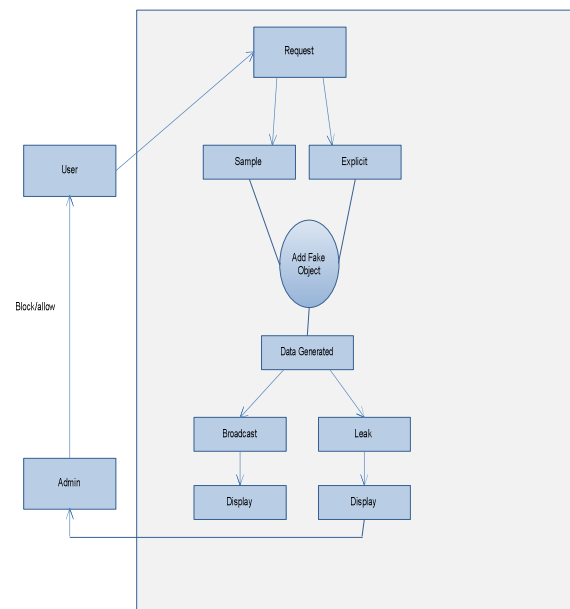 Request
Sample
Explicit
User
Add Fake
Object
Block/allow
Data Generated
Broadcast
Leak
Admin
Display
Display